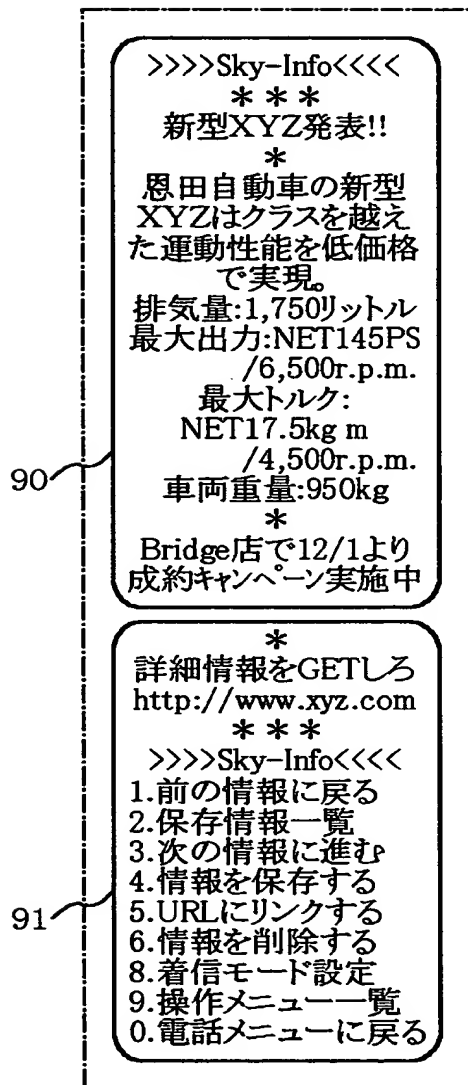 >>>>Sky-Info<<<<
***
新型XYZ発表!!
*
恩田自動車の新型
XYZはクラスを越え
た運動性能を低価格
で実現。
排気量:1,750リットル
最大出力:NET145PS
/6,500r.p.m.
最大トルク:
NET17.5kg m
/4,500r.p.m.
車両重量:950kg
*
Bridge店で12/1より
成約キャンペーン実施中
90
*
詳細情報をGETしろ
http://www.xyz.com
***
>>>>Sky-Info<<<<
1.前の情報に戻る
2.保存情報一覧
3.次の情報に進む
4.情報を保存する
5.URLにリンクする
6.情報を削除する
8.着信モード設定
9.操作メニュー一覧
0.電話メニューに戻る
91